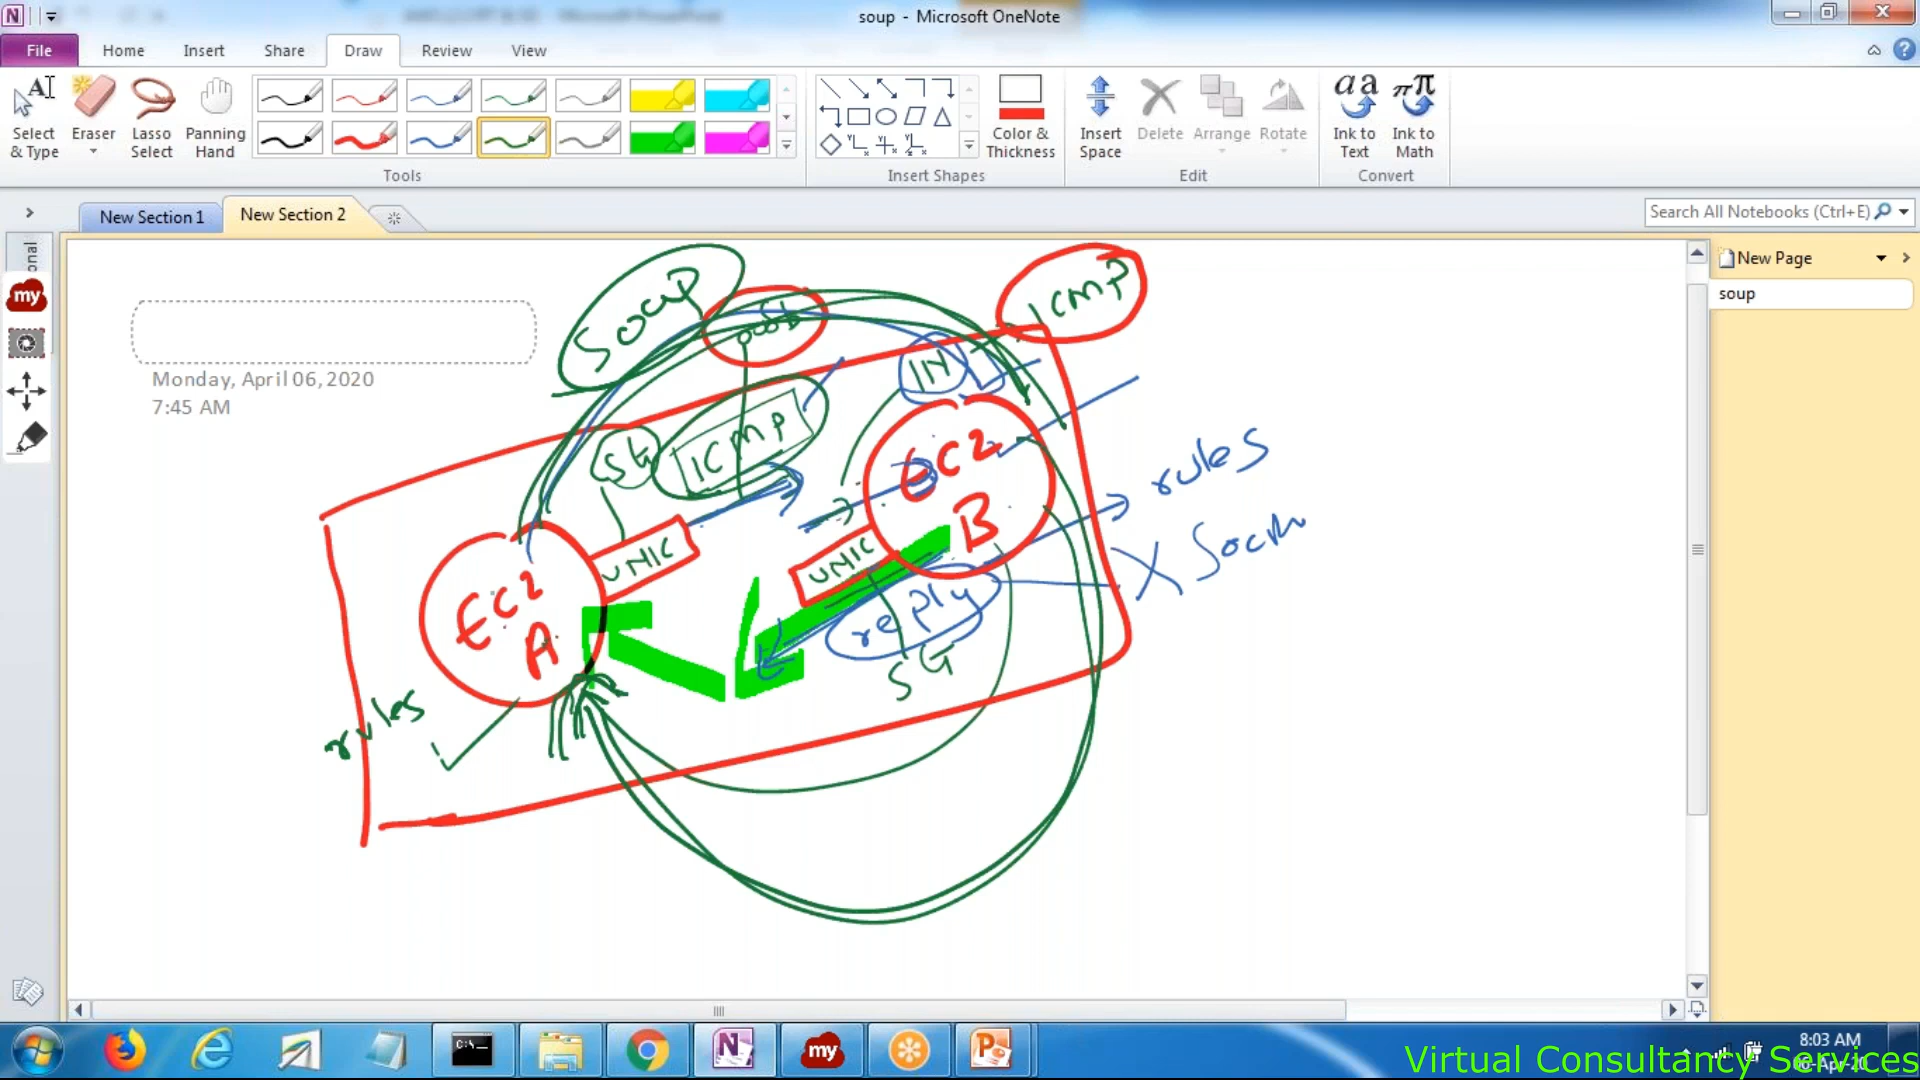 soup - Microsoft OneNote
File Home Insert Share Draw Review View
Select & Type
Eraser
Lasso Select
Panning Hand
Color & Thickness
Insert Space
Delete
Arrange
Rotate
Ink to Text
Ink to Math
Tools
Insert Shapes
Edit
Convert
New Section 1
New Section 2
Search All Notebooks (Ctrl+E)
New Page
soup
my
Monday, April 06, 2020
7:45 AM
Soup
ICMP
IN
ICMP
EC2
B
rules
X
UNIC
UNIC
EC2
A
reply
SG
rules
C:\
my
8:03 AM
Virtual Consultancy Services